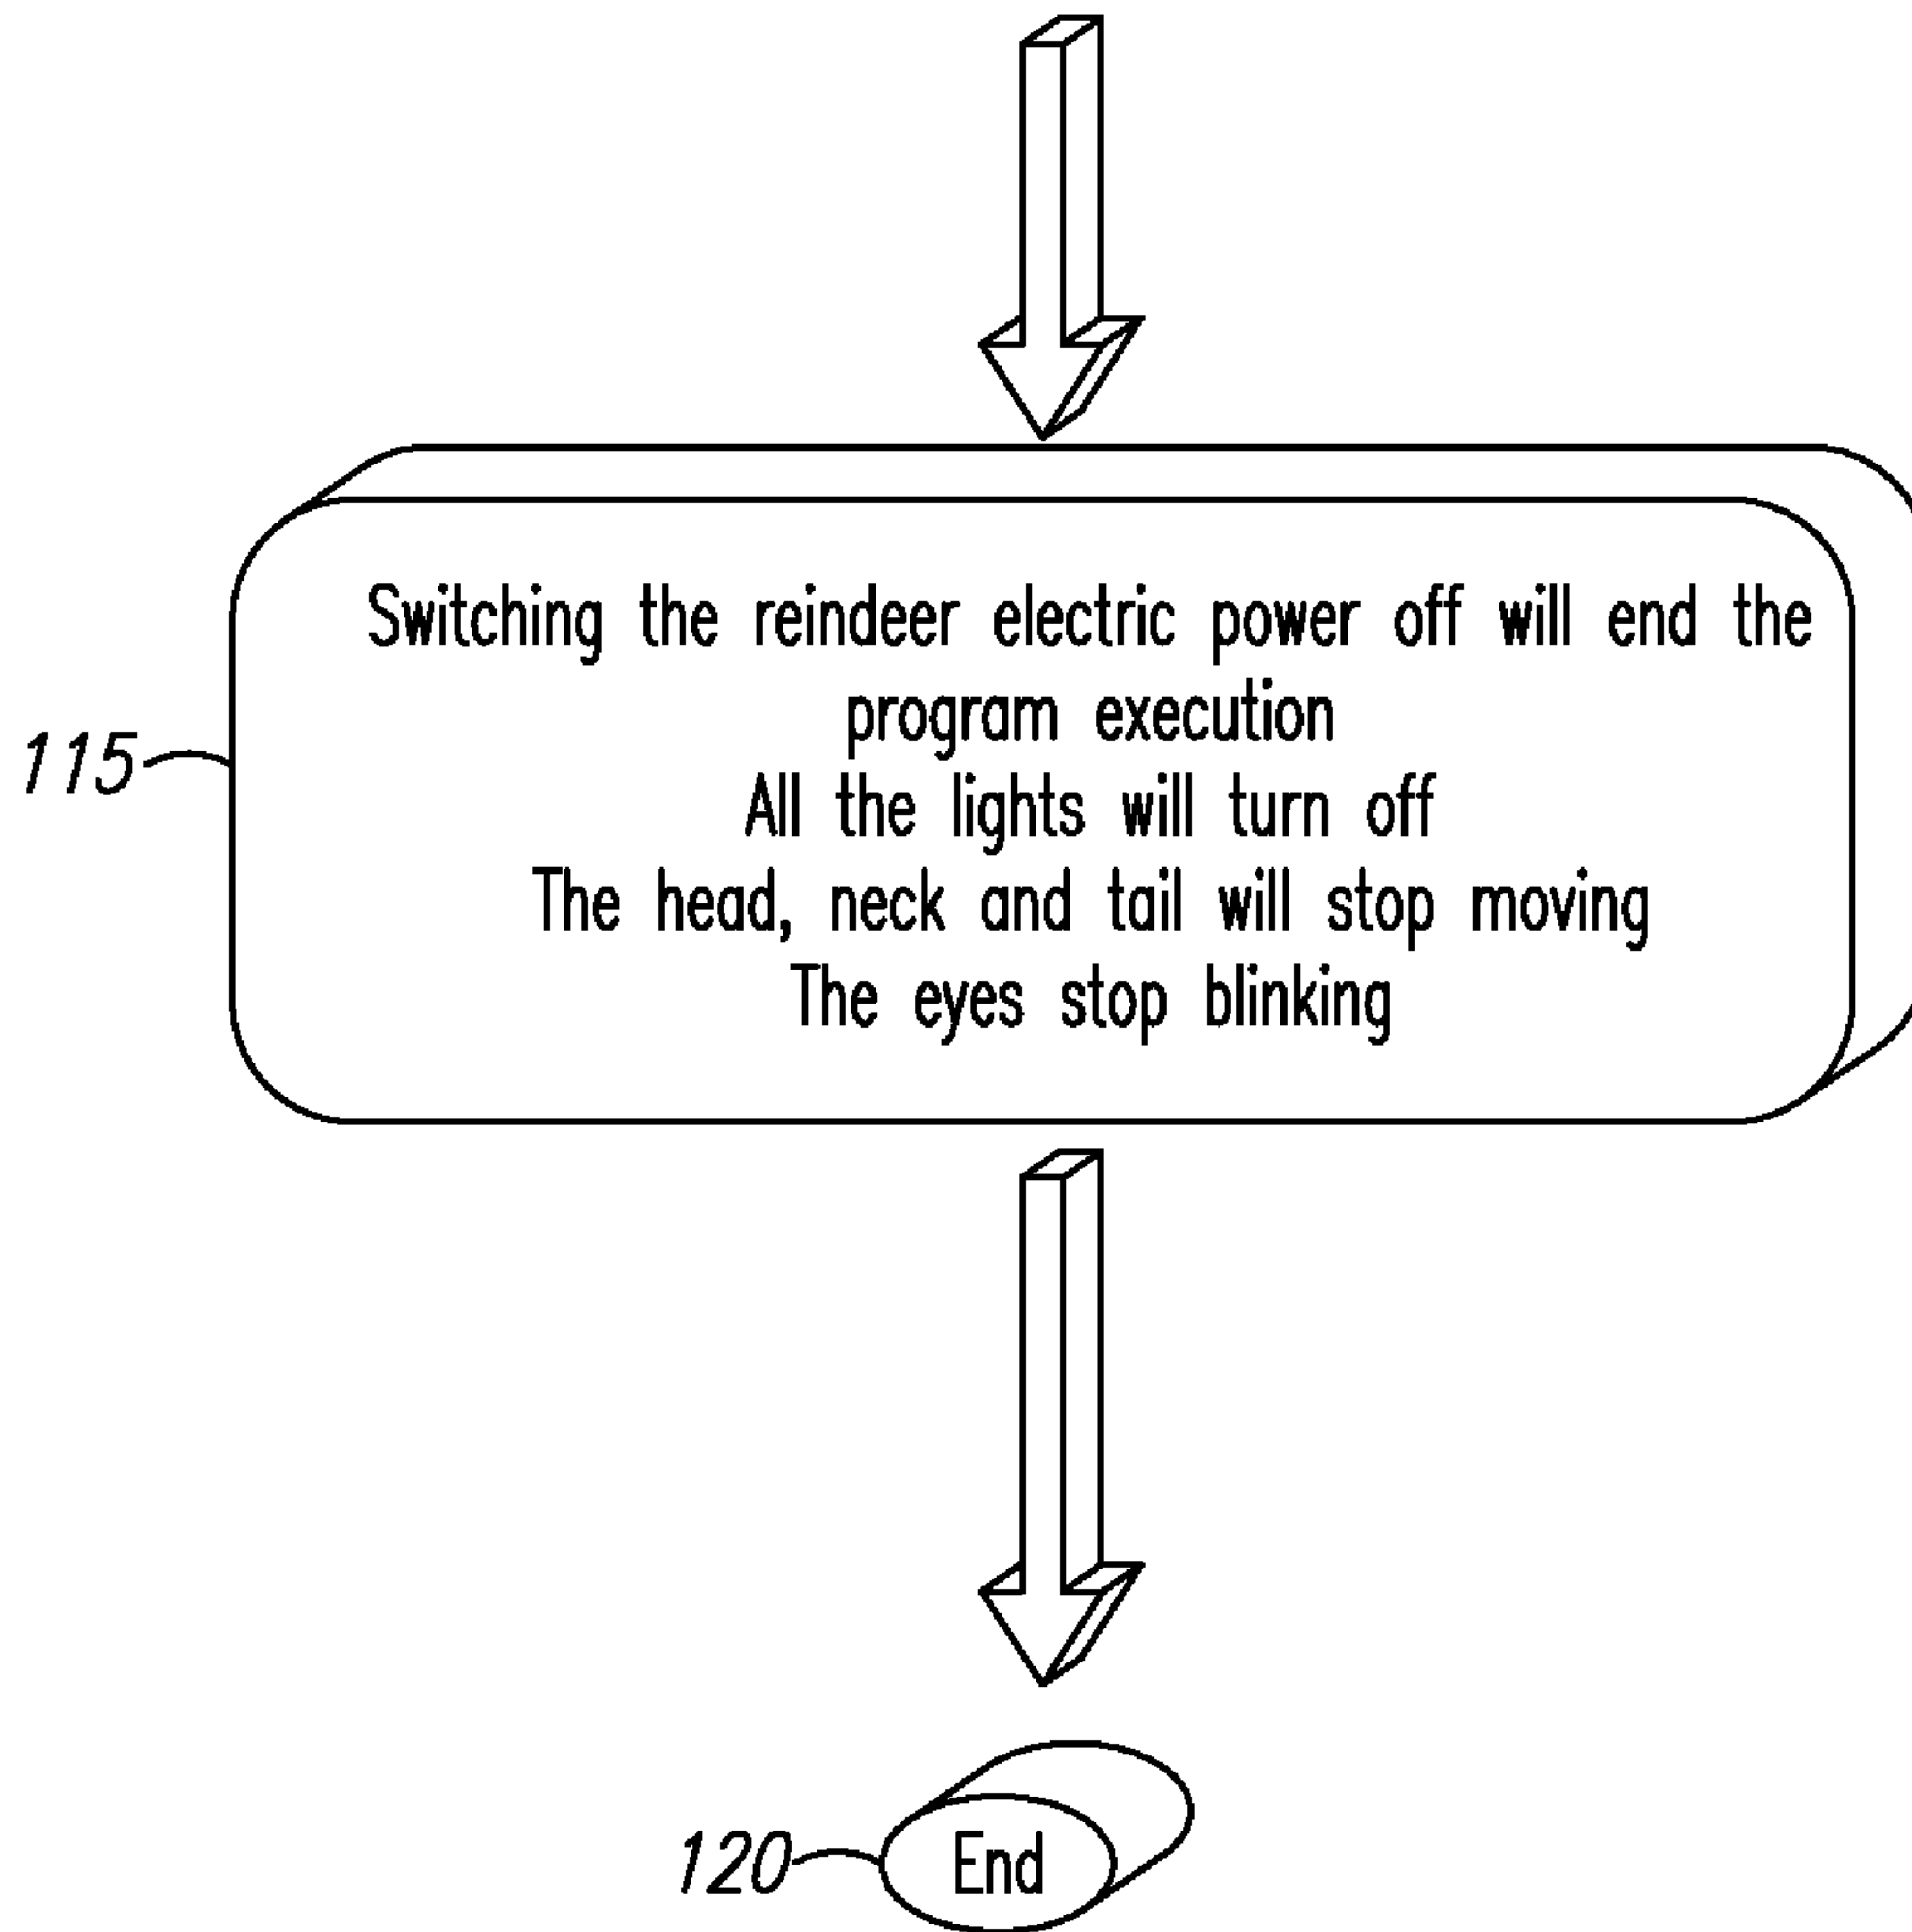 Switching the reindeer electric power off will end the
program execution
All the lights will turn off
115
The head, neck and tail will stop moving
The eyes stop blinking
120 End